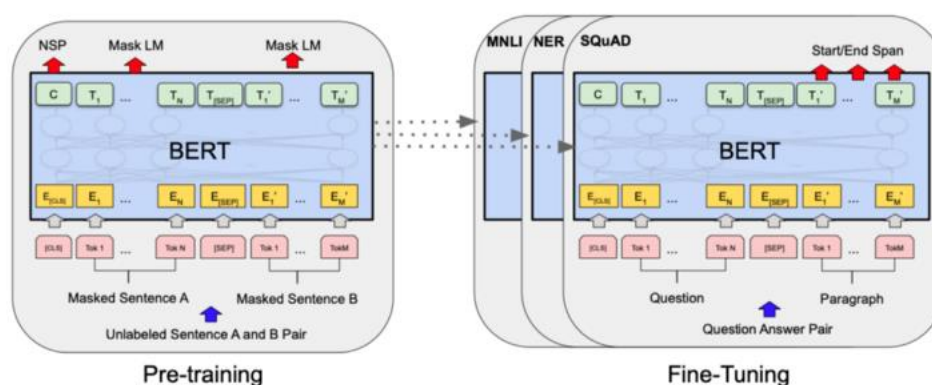 NSP Mask LM Mask LM
C T1 ... TN T[SEP] T1' ... TM'
BERT
E[CLS] E1 ... EN E[SEP] E1' ... EM'
[CLS] Tok 1 ... Tok N [SEP] Tok 1 ... TokM
Masked Sentence A Masked Sentence B
Unlabeled Sentence A and B Pair
Pre-training
MNLI NER SQuAD
Start/End Span
C T1 ... TN T[SEP] T1' ... TM'
BERT
E[CLS] E1 ... EN E[SEP] E1' ... EM'
[CLS] Tok 1 ... Tok N [SEP] Tok 1 ... TokM
Question Paragraph
Question Answer Pair
Fine-Tuning